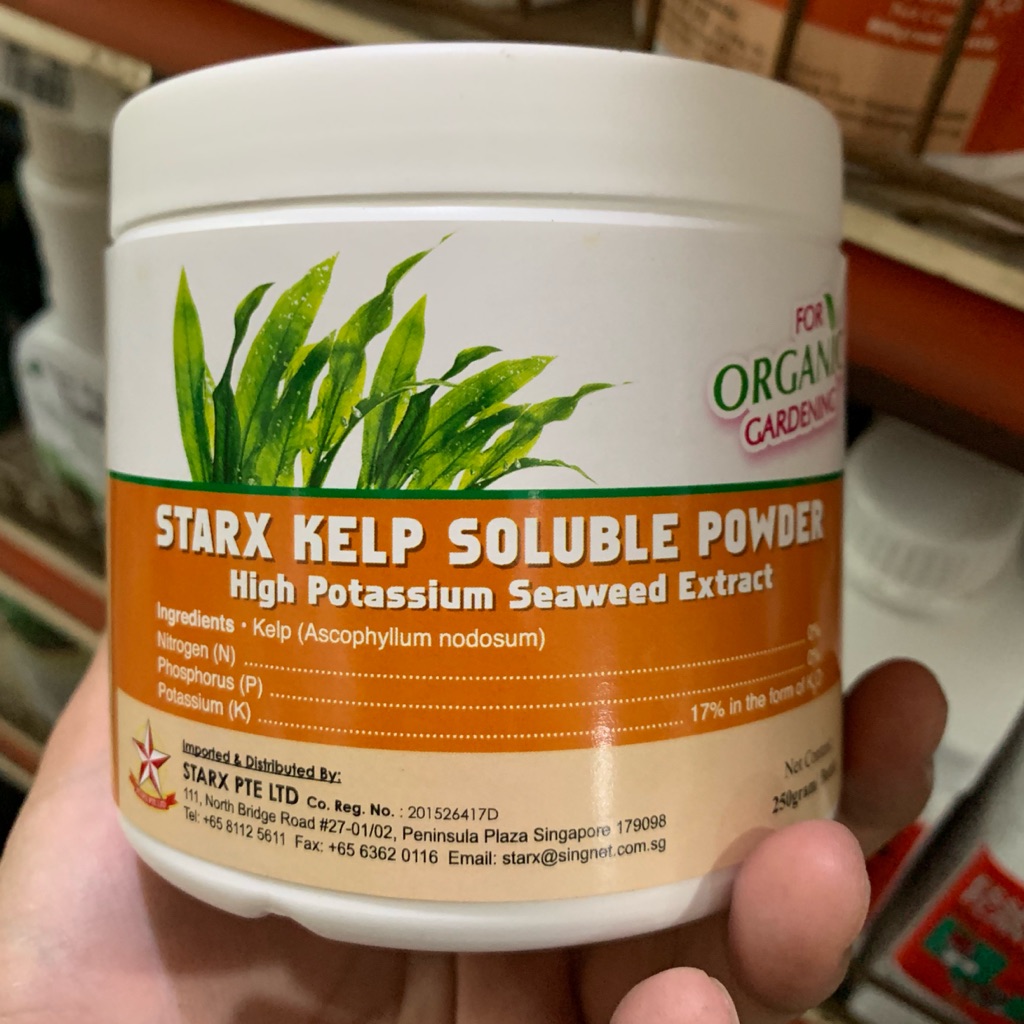 FOR
ORGANIC
GARDENING
STARX KELP SOLUBLE POWDER
High Potassium Seaweed Extract
Ingredients • Kelp (Ascophyllum nodosum)
Nitrogen (N) ........ 0%
Phosphorus (P) ........ 0%
Potassium (K) ........ 17% in the form of K₂O
Imported & Distributed By:
STARX PTE LTD Co. Reg. No. : 201526417D
111, North Bridge Road #27-01/02, Peninsula Plaza Singapore 179098
Tel: +65 8112 5611 Fax: +65 6362 0116 Email: starx@singnet.com.sg
Net
250grams